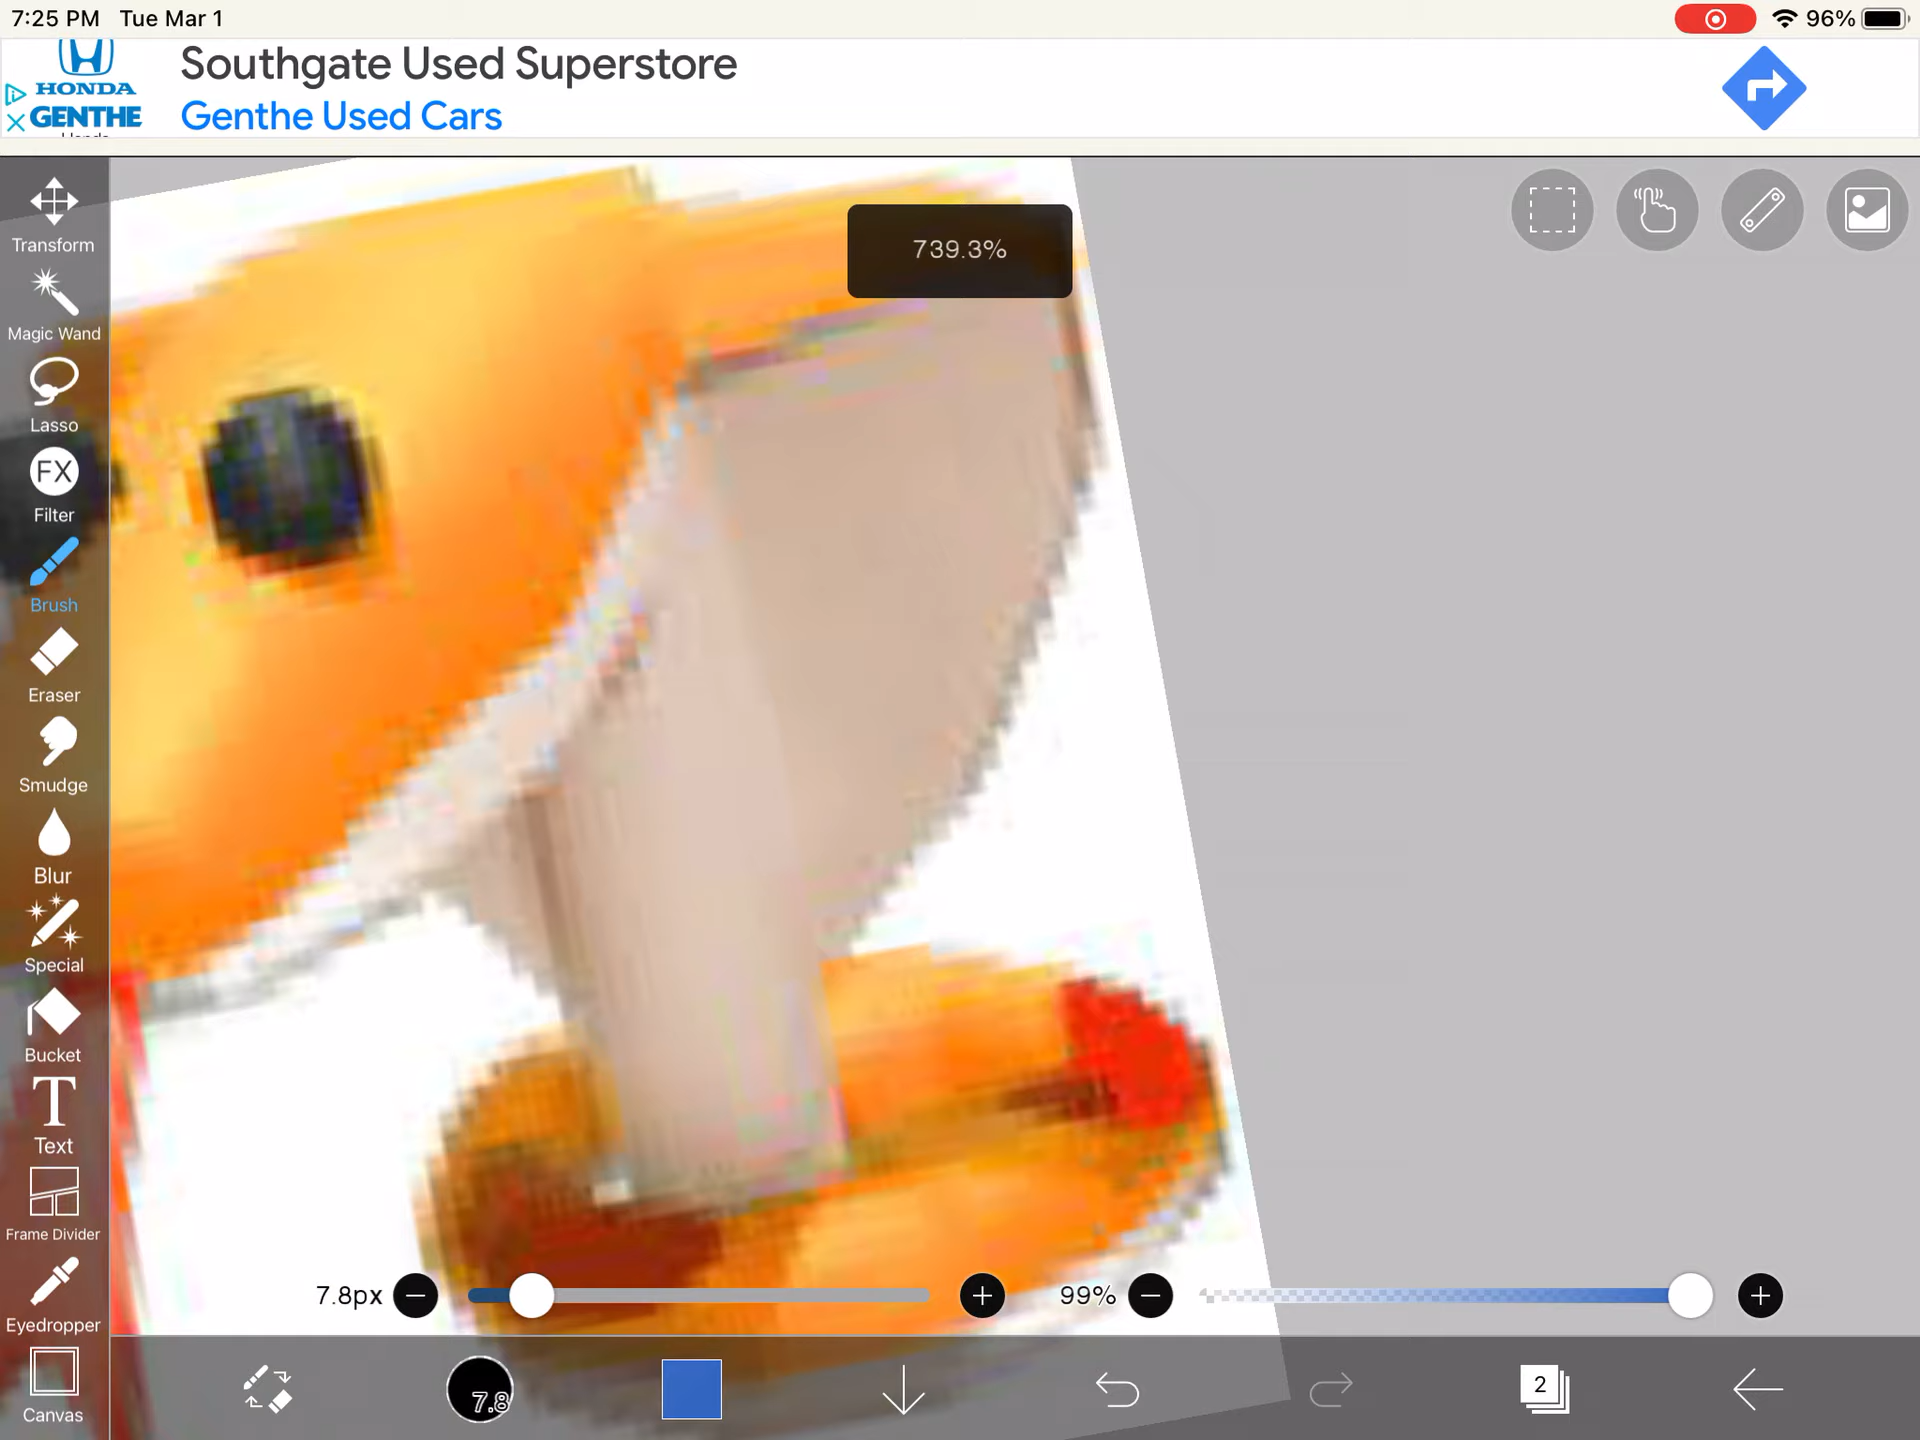 7:25 PM Tue Mar 1
96%
HONDA
GENTHE
Southgate Used Superstore
Genthe Used Cars
739.3%
Transform
Magic Wand
Lasso
FX
Filter
Brush
Eraser
Smudge
Blur
Special
Bucket
T
Text
Frame Divider
Eyedropper
Canvas
7.8px
99%
7.8
2